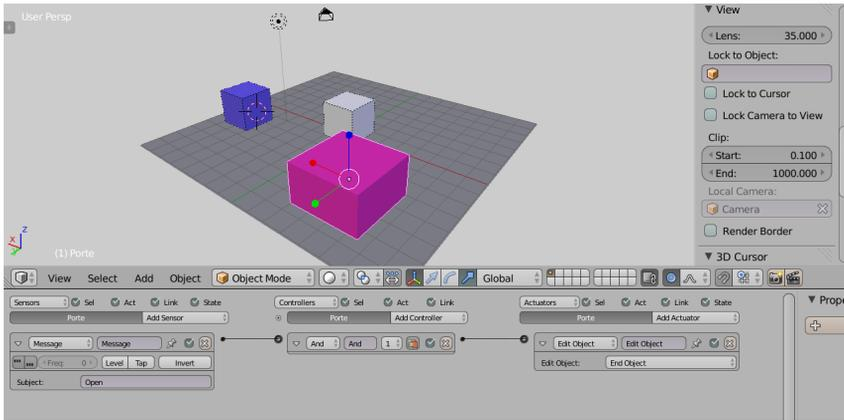 User Persp
(1) Porte
View
Lens: 35.000
Lock to Object:
Lock to Cursor
Lock Camera to View
Clip:
Start: 0.100
End: 1000.000
Local Camera:
Camera
Render Border
3D Cursor
View Select Add Object Object Mode Global
Sensors Sel Act Link State
Porte Add Sensor
Message Message
Freq: 0 Level Tap Invert
Subject: Open
Controllers Sel Act Link
Porte Add Controller
And And 1
Actuators Sel Act Link State
Porte Add Actuator
Edit Object Edit Object
Edit Object: End Object
Prope